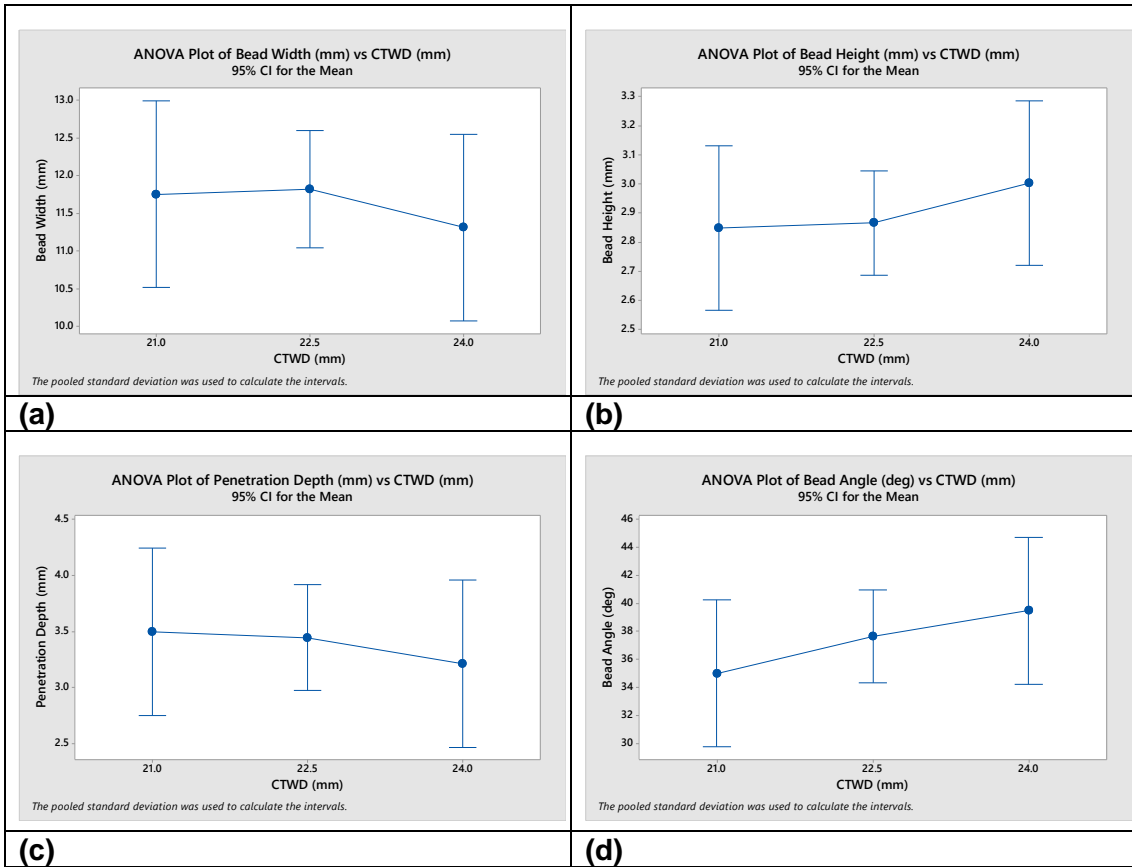 ANOVA Plot of Bead Width (mm) vs CTWD (mm)
95% CI for the Mean
13.0
12.5
12.0
11.5
11.0
10.5
10.0
Bead Width (mm)
21.0 22.5 24.0
CTWD (mm)
The pooled standard deviation was used to calculate the intervals.
(a)
ANOVA Plot of Bead Height (mm) vs CTWD (mm)
95% CI for the Mean
3.3
3.2
3.1
3.0
2.9
2.8
2.7
2.6
2.5
Bead Height (mm)
21.0 22.5 24.0
CTWD (mm)
The pooled standard deviation was used to calculate the intervals.
(b)
ANOVA Plot of Penetration Depth (mm) vs CTWD (mm)
95% CI for the Mean
4.5
4.0
3.5
3.0
2.5
Penetration Depth (mm)
21.0 22.5 24.0
CTWD (mm)
The pooled standard deviation was used to calculate the intervals.
(c)
ANOVA Plot of Bead Angle (deg) vs CTWD (mm)
95% CI for the Mean
46
44
42
40
38
36
34
32
30
Bead Angle (deg)
21.0 22.5 24.0
CTWD (mm)
The pooled standard deviation was used to calculate the intervals.
(d)